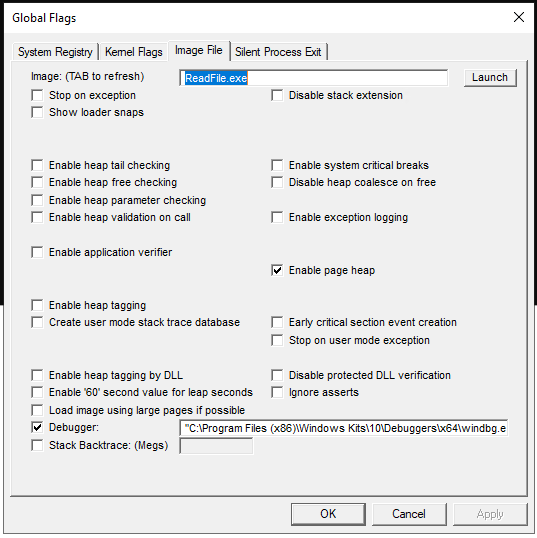 Global Flags
System Registry Kernel Flags Image File Silent Process Exit
Image: (TAB to refresh) ReadFile.exe Launch
Stop on exception Disable stack extension
Show loader snaps
Enable heap tail checking Enable system critical breaks
Enable heap free checking Disable heap coalesce on free
Enable heap parameter checking
Enable heap validation on call Enable exception logging
Enable application verifier
Enable page heap
Enable heap tagging
Create user mode stack trace database Early critical section event creation
Stop on user mode exception
Enable heap tagging by DLL Disable protected DLL verification
Enable '60' second value for leap seconds Ignore asserts
Load image using large pages if possible
Debugger: "C:\Program Files (x86)\Windows Kits\10\Debuggers\x64\windbg.e
Stack Backtrace: (Megs)
OK Cancel Apply